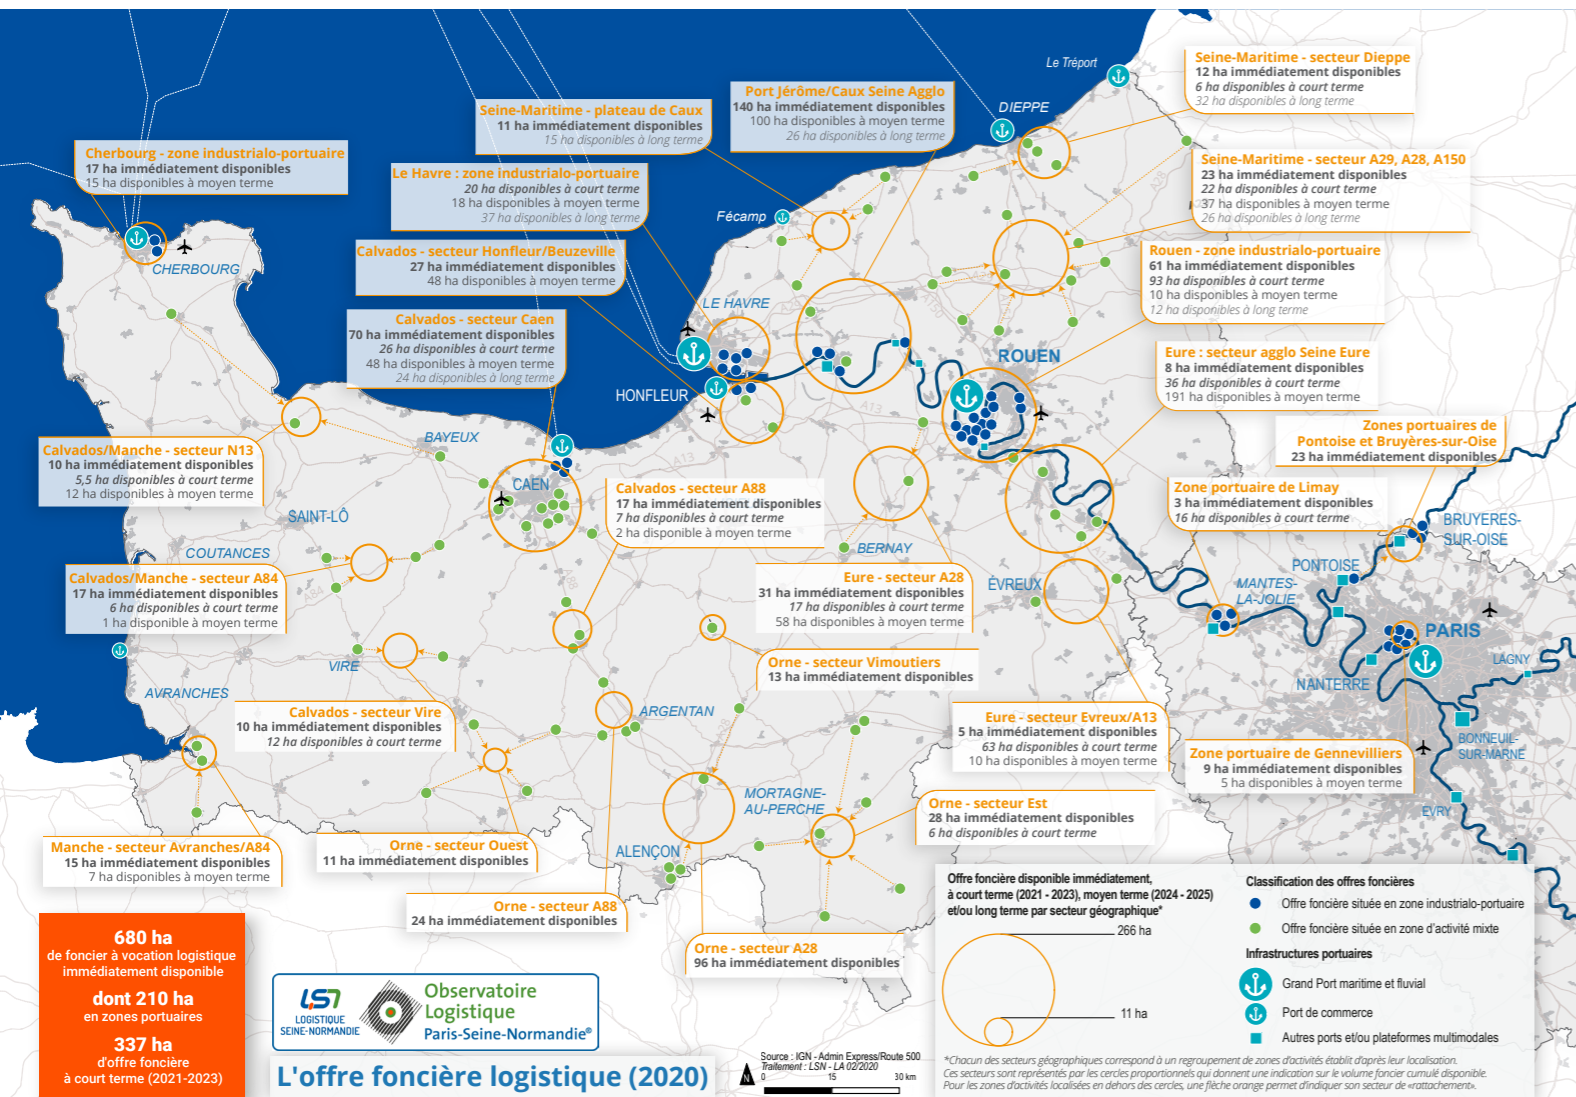 Le Tréport
DIEPPE
Seine-Maritime - secteur Dieppe
12 ha immédiatement disponibles
6 ha disponibles à court terme
32 ha disponibles à long terme
Port Jérôme/Caux Seine Agglo
140 ha immédiatement disponibles
100 ha disponibles à moyen terme
26 ha disponibles à long terme
Seine-Maritime - plateau de Caux
11 ha immédiatement disponibles
15 ha disponibles à long terme
Cherbourg - zone industrialo-portuaire
17 ha immédiatement disponibles
15 ha disponibles à moyen terme
Le Havre : zone industrialo-portuaire
20 ha disponibles à court terme
18 ha disponibles à moyen terme
37 ha disponibles à long terme
Seine-Maritime - secteur A29, A28, A150
23 ha immédiatement disponibles
22 ha disponibles à court terme
37 ha disponibles à moyen terme
26 ha disponibles à long terme
Fécamp
CHERBOURG
Calvados - secteur Honfleur/Beuzeville
27 ha immédiatement disponibles
48 ha disponibles à moyen terme
Rouen - zone industrialo-portuaire
61 ha immédiatement disponibles
93 ha disponibles à court terme
10 ha disponibles à moyen terme
12 ha disponibles à long terme
LE HAVRE
Calvados - secteur Caen
70 ha immédiatement disponibles
26 ha disponibles à court terme
48 ha disponibles à moyen terme
24 ha disponibles à long terme
ROUEN
Eure : secteur agglo Seine Eure
8 ha immédiatement disponibles
36 ha disponibles à court terme
191 ha disponibles à moyen terme
HONFLEUR
A28
A29
A150
A13
A13
BAYEUX
Calvados/Manche - secteur N13
10 ha immédiatement disponibles
5,5 ha disponibles à court terme
12 ha disponibles à moyen terme
Zones portuaires de
Pontoise et Bruyères-sur-Oise
23 ha immédiatement disponibles
CAEN
Calvados - secteur A88
17 ha immédiatement disponibles
7 ha disponibles à court terme
2 ha disponible à moyen terme
Zone portuaire de Limay
3 ha immédiatement disponibles
16 ha disponibles à court terme
SAINT-LÔ
BRUYERES-
SUR-OISE
COUTANCES
BERNAY
PONTOISE
Calvados/Manche - secteur A84
17 ha immédiatement disponibles
6 ha disponibles à court terme
1 ha disponible à moyen terme
A84
A88
Eure - secteur A28
31 ha immédiatement disponibles
17 ha disponibles à court terme
58 ha disponibles à moyen terme
ÉVREUX
MANTES-
LA-JOLIE
PARIS
VIRE
Orne - secteur Vimoutiers
13 ha immédiatement disponibles
LAGNY
NANTERRE
AVRANCHES
Calvados - secteur Vire
10 ha immédiatement disponibles
12 ha disponibles à court terme
ARGENTAN
A28
Eure - secteur Evreux/A13
5 ha immédiatement disponibles
63 ha disponibles à court terme
10 ha disponibles à moyen terme
BONNEUIL-
SUR-MARNE
Zone portuaire de Gennevilliers
9 ha immédiatement disponibles
5 ha disponibles à moyen terme
MORTAGNE-
AU-PERCHE
Orne - secteur Est
28 ha immédiatement disponibles
6 ha disponibles à court terme
EVRY
Manche - secteur Avranches/A84
15 ha immédiatement disponibles
7 ha disponibles à moyen terme
Orne - secteur Ouest
11 ha immédiatement disponibles
ALENÇON
Orne - secteur A88
24 ha immédiatement disponibles
Orne - secteur A28
96 ha immédiatement disponibles
680 ha
de foncier à vocation logistique
immédiatement disponible
dont 210 ha
en zones portuaires
337 ha
d'offre foncière
à court terme (2021-2023)
LSN
LOGISTIQUE
SEINE-NORMANDIE
Observatoire
Logistique
Paris-Seine-Normandie®
L'offre foncière logistique (2020)
Source : IGN - Admin Express/Route 500
Traitement : LSN - LA 02/2020
N
0 15 30 km
Offre foncière disponible immédiatement,
à court terme (2021 - 2023), moyen terme (2024 - 2025)
et/ou long terme par secteur géographique*
266 ha
11 ha
Classification des offres foncières
Offre foncière située en zone industrialo-portuaire
Offre foncière située en zone d'activité mixte
Infrastructures portuaires
Grand Port maritime et fluvial
Port de commerce
Autres ports et/ou plateformes multimodales
*Chacun des secteurs géographiques correspond à un regroupement de zones d'activités établit d'après leur localisation.
Ces secteurs sont représentés par les cercles proportionnels qui donnent une indication sur le volume foncier cumulé disponible.
Pour les zones d'activités localisées en dehors des cercles, une flèche orange permet d'indiquer son secteur de «rattachement».